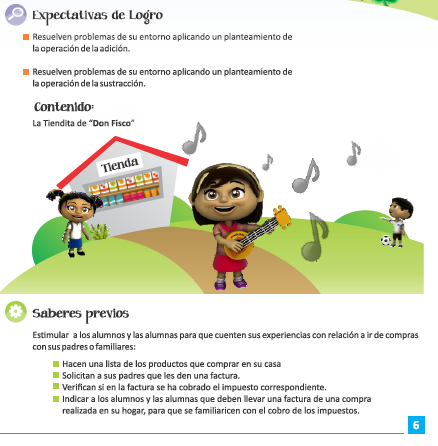 Expectativas de Logro
Resuelven problemas de su entorno aplicando un planteamiento de
la operación de la adición.
Resuelven problemas de su entorno aplicando un planteamiento de
la operación de la sustracción.
Contenido:
La Tiendita de “Don Fisco”
Tienda
Saberes previos
Estimular a los alumnos y las alumnas para que cuenten sus experiencias con relación a ir de compras
con sus padres o familiares:
Hacen una lista de los productos que comprar en su casa
Solicitan a sus padres que les den una factura.
Verifican si en la factura se ha cobrado el impuesto correspondiente.
Indicar a los alumnos y las alumnas que deben llevar una factura de una compra
realizada en su hogar, para que se familiaricen con el cobro de los impuestos.
6